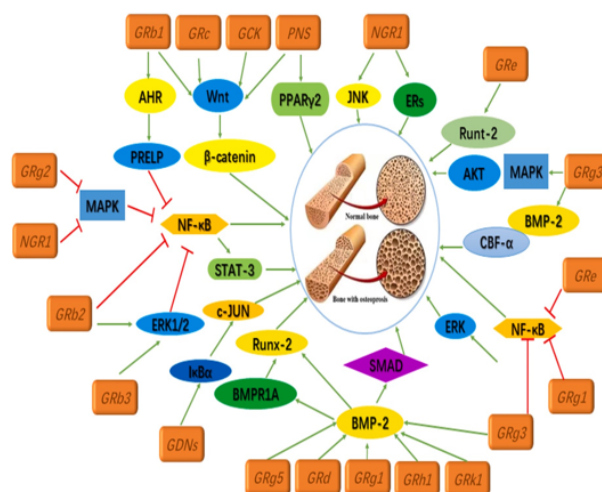 GRb1
GRc
GCK
PNS
NGR1
GRe
AHR
Wnt
PPARγ2
JNK
ERs
Runt-2
PRELP
β-catenin
AKT
MAPK
GRg3
GRg2
MAPK
NF-κB
Normal bone
BMP-2
CBF-α
NGR1
STAT-3
Bone with osteoprosis
GRe
GRb2
ERK1/2
c-JUN
ERK
NF-κB
Runx-2
SMAD
GRb3
IκBα
BMPR1A
GRg1
BMP-2
GRg3
GDNs
GRg5
GRd
GRg1
GRh1
GRk1